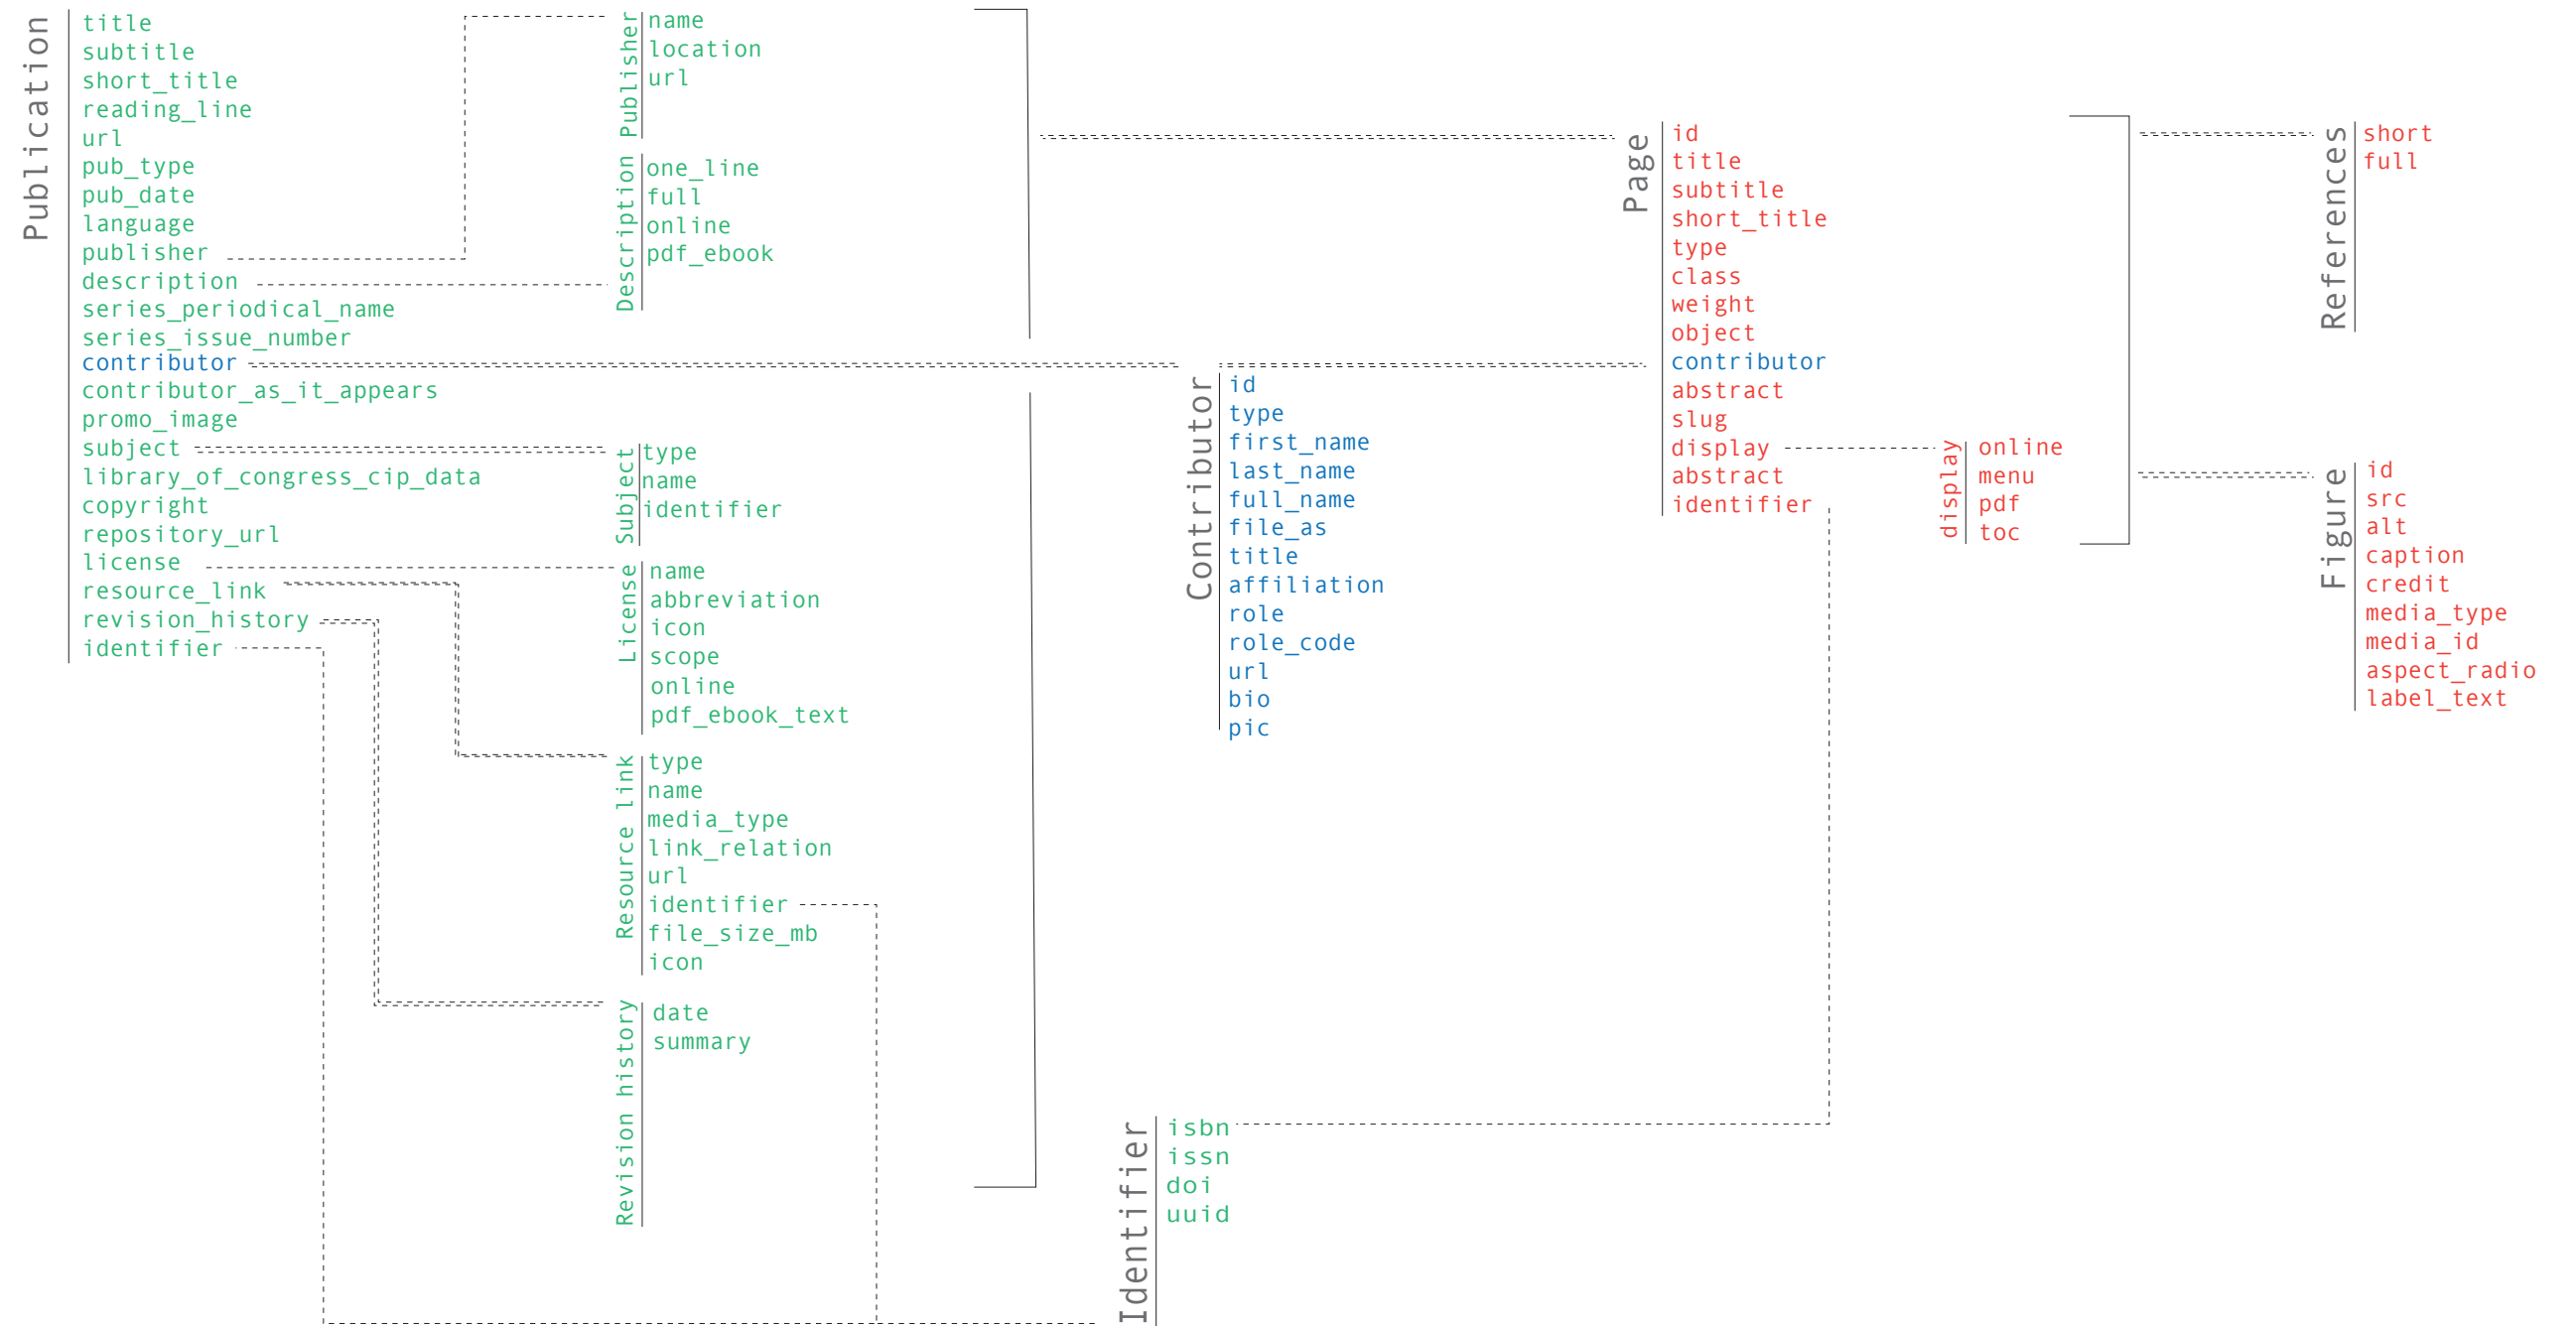 Publication
title
subtitle
short_title
reading_line
url
pub_type
pub_date
language
publisher
description
series_periodical_name
series_issue_number
contributor
contributor_as_it_appears
promo_image
subject
library_of_congress_cip_data
copyright
repository_url
license
resource_link
revision_history
identifier
Publisher
name
location
url
Description
one_line
full
online
pdf_ebook
Subject
type
name
identifier
License
name
abbreviation
icon
scope
online
pdf_ebook_text
Resource link
type
name
media_type
link_relation
url
identifier
file_size_mb
icon
Revision history
date
summary
Contributor
id
type
first_name
last_name
full_name
file_as
title
affiliation
role
role_code
url
bio
pic
Identifier
isbn
issn
doi
uuid
Page
id
title
subtitle
short_title
type
class
weight
object
contributor
abstract
slug
display
abstract
identifier
display
online
menu
pdf
toc
References
short
full
Figure
id
src
alt
caption
credit
media_type
media_id
aspect_radio
label_text